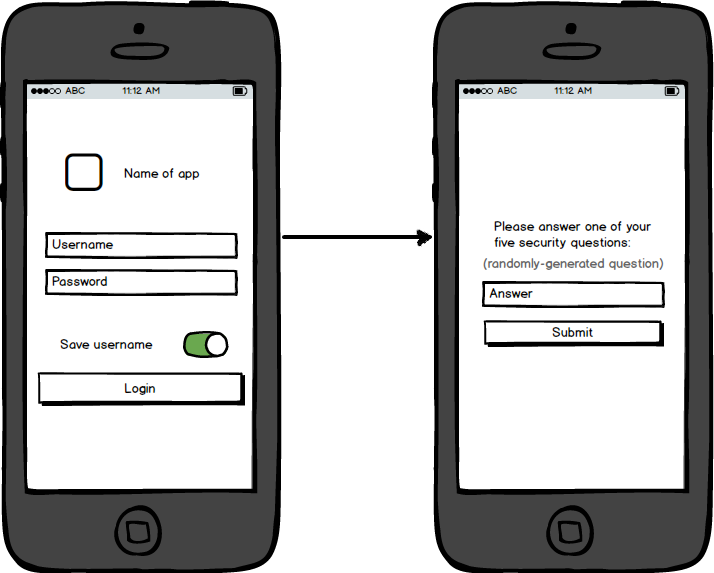 ABC 11:12 AM
Name of app
Username
Password
Save username
Login
ABC 11:12 AM
Please answer one of your
five security questions:
(randomly-generated question)
Answer
Submit